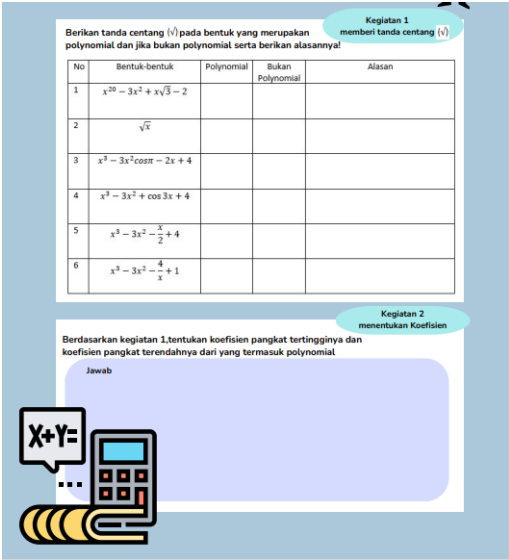 Kegiatan 1
memberi tanda centang (√)
Berikan tanda centang (√) pada bentuk yang merupakan
polynomial dan jika bukan polynomial serta berikan alasannya!
No Bentuk-bentuk Polynomial Bukan Polynomial Alasan
1 x²⁰ − 3x² + x√3 − 2
2 √x
3 x³ − 3x²cosπ − 2x + 4
4 x³ − 3x² + cos 3x + 4
5 x³ − 3x² − x/2 + 4
6 x³ − 3x² − 4/x + 1
Kegiatan 2
menentukan Koefisien
Berdasarkan kegiatan 1,tentukan koefisien pangkat tertingginya dan
koefisien pangkat terendahnya dari yang termasuk polynomial
Jawab
X+Y=